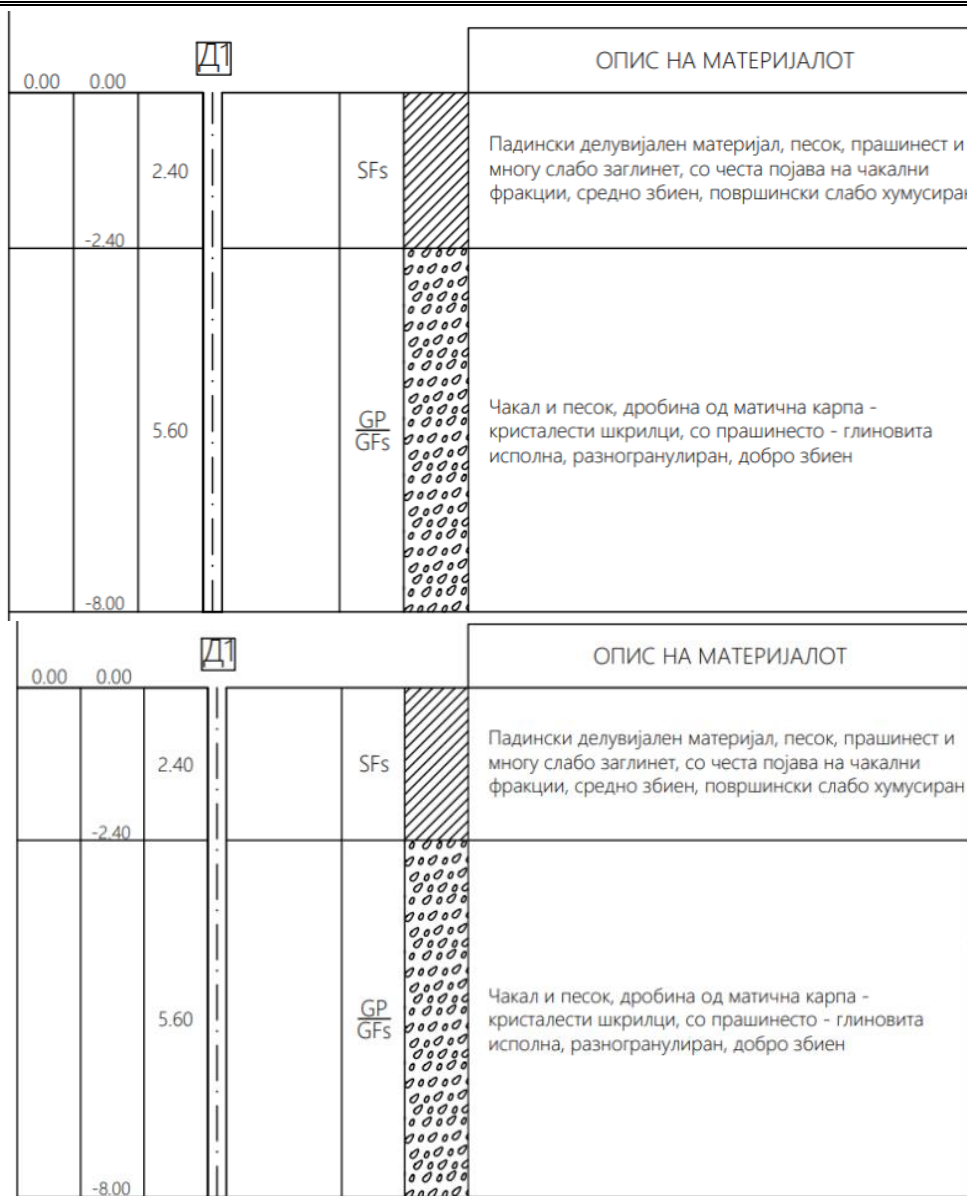 Д1
ОПИС НА МАТЕРИЈАЛОТ
0.00 0.00
2.40
SFs
Падински делувијален материјал, песок, прашинест и
многу слабо заглинет, со честа појава на чакални
фракции, средно збиен, површински слабо хумусиран
-2.40
5.60
GP
GFs
Чакал и песок, дробина од матична карпа -
кристалести шкрилци, со прашинесто - глиновита
исполна, разногранулиран, добро збиен
-8.00
Д1
ОПИС НА МАТЕРИЈАЛОТ
0.00 0.00
2.40
SFs
Падински делувијален материјал, песок, прашинест и
многу слабо заглинет, со честа појава на чакални
фракции, средно збиен, површински слабо хумусиран
-2.40
5.60
GP
GFs
Чакал и песок, дробина од матична карпа -
кристалести шкрилци, со прашинесто - глиновита
исполна, разногранулиран, добро збиен
-8.00